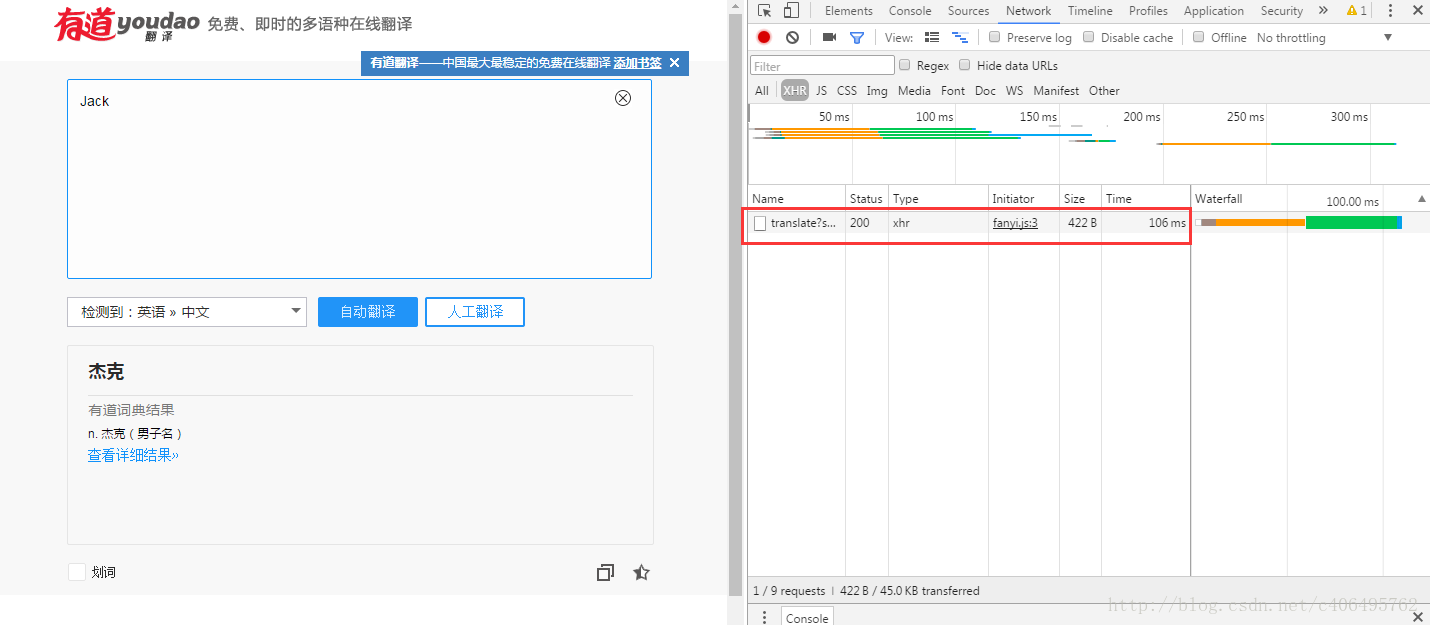 有道 youdao 翻译 免费、即时的多语种在线翻译
有道翻译——中国最大最稳定的免费在线翻译 添加书签
Jack
检测到：英语 » 中文
自动翻译
人工翻译
杰克
有道词典结果
n. 杰克（男子名）
查看详细结果»
划词
Elements Console Sources Network Timeline Profiles Application Security » 1
View: Preserve log Disable cache Offline No throttling
Filter Regex Hide data URLs
All XHR JS CSS Img Media Font Doc WS Manifest Other
50 ms 100 ms 150 ms 200 ms 250 ms 300 ms
Name Status Type Initiator Size Time Waterfall 100.00 ms
translate?s... 200 xhr fanyi.js:3 422 B 106 ms
1 / 9 requests | 422 B / 45.0 KB transferred
http://blog.csdn.net/c406495762
Console